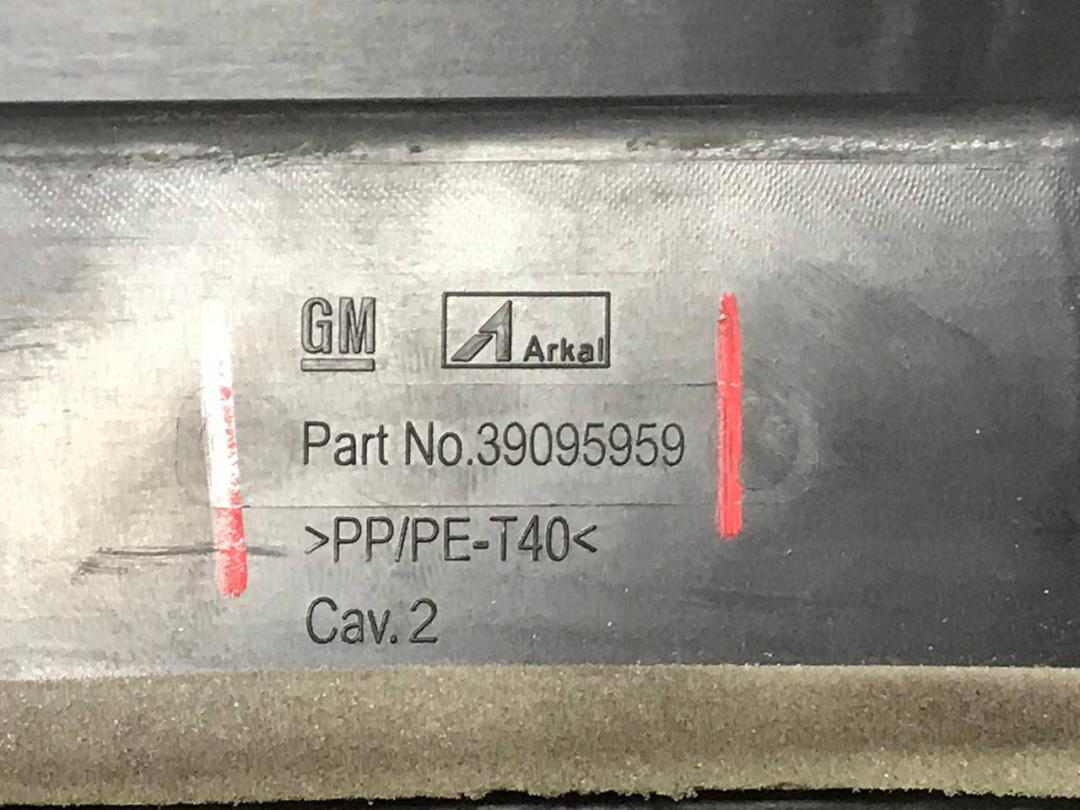 GM Arkal
Part No.39095959
>PP/PE-T40<
Cav. 2